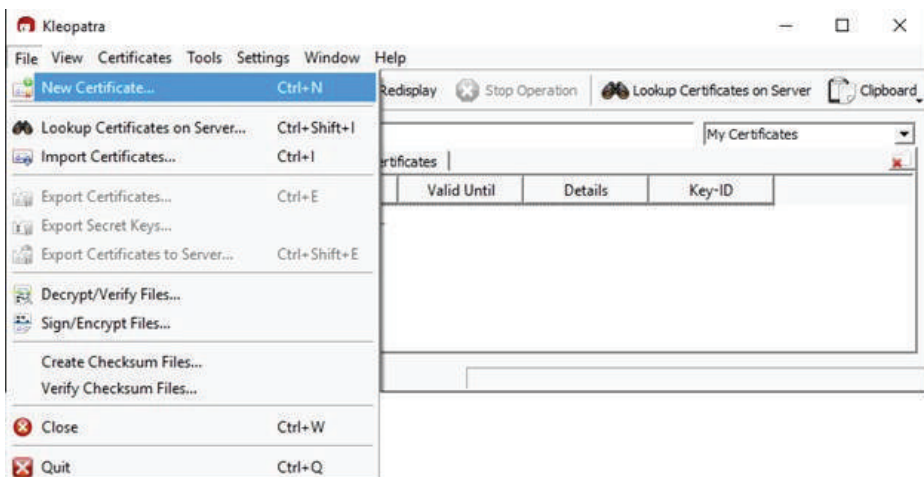 Kleopatra
File View Certificates Tools Settings Window Help
New Certificate... Ctrl+N
Redisplay Stop Operation Lookup Certificates on Server Clipboard
Lookup Certificates on Server... Ctrl+Shift+I
My Certificates
Import Certificates... Ctrl+I
Valid Until Details Key-ID
Export Certificates... Ctrl+E
Export Secret Keys...
Export Certificates to Server... Ctrl+Shift+E
Decrypt/Verify Files...
Sign/Encrypt Files...
Create Checksum Files...
Verify Checksum Files...
Close Ctrl+W
Quit Ctrl+Q